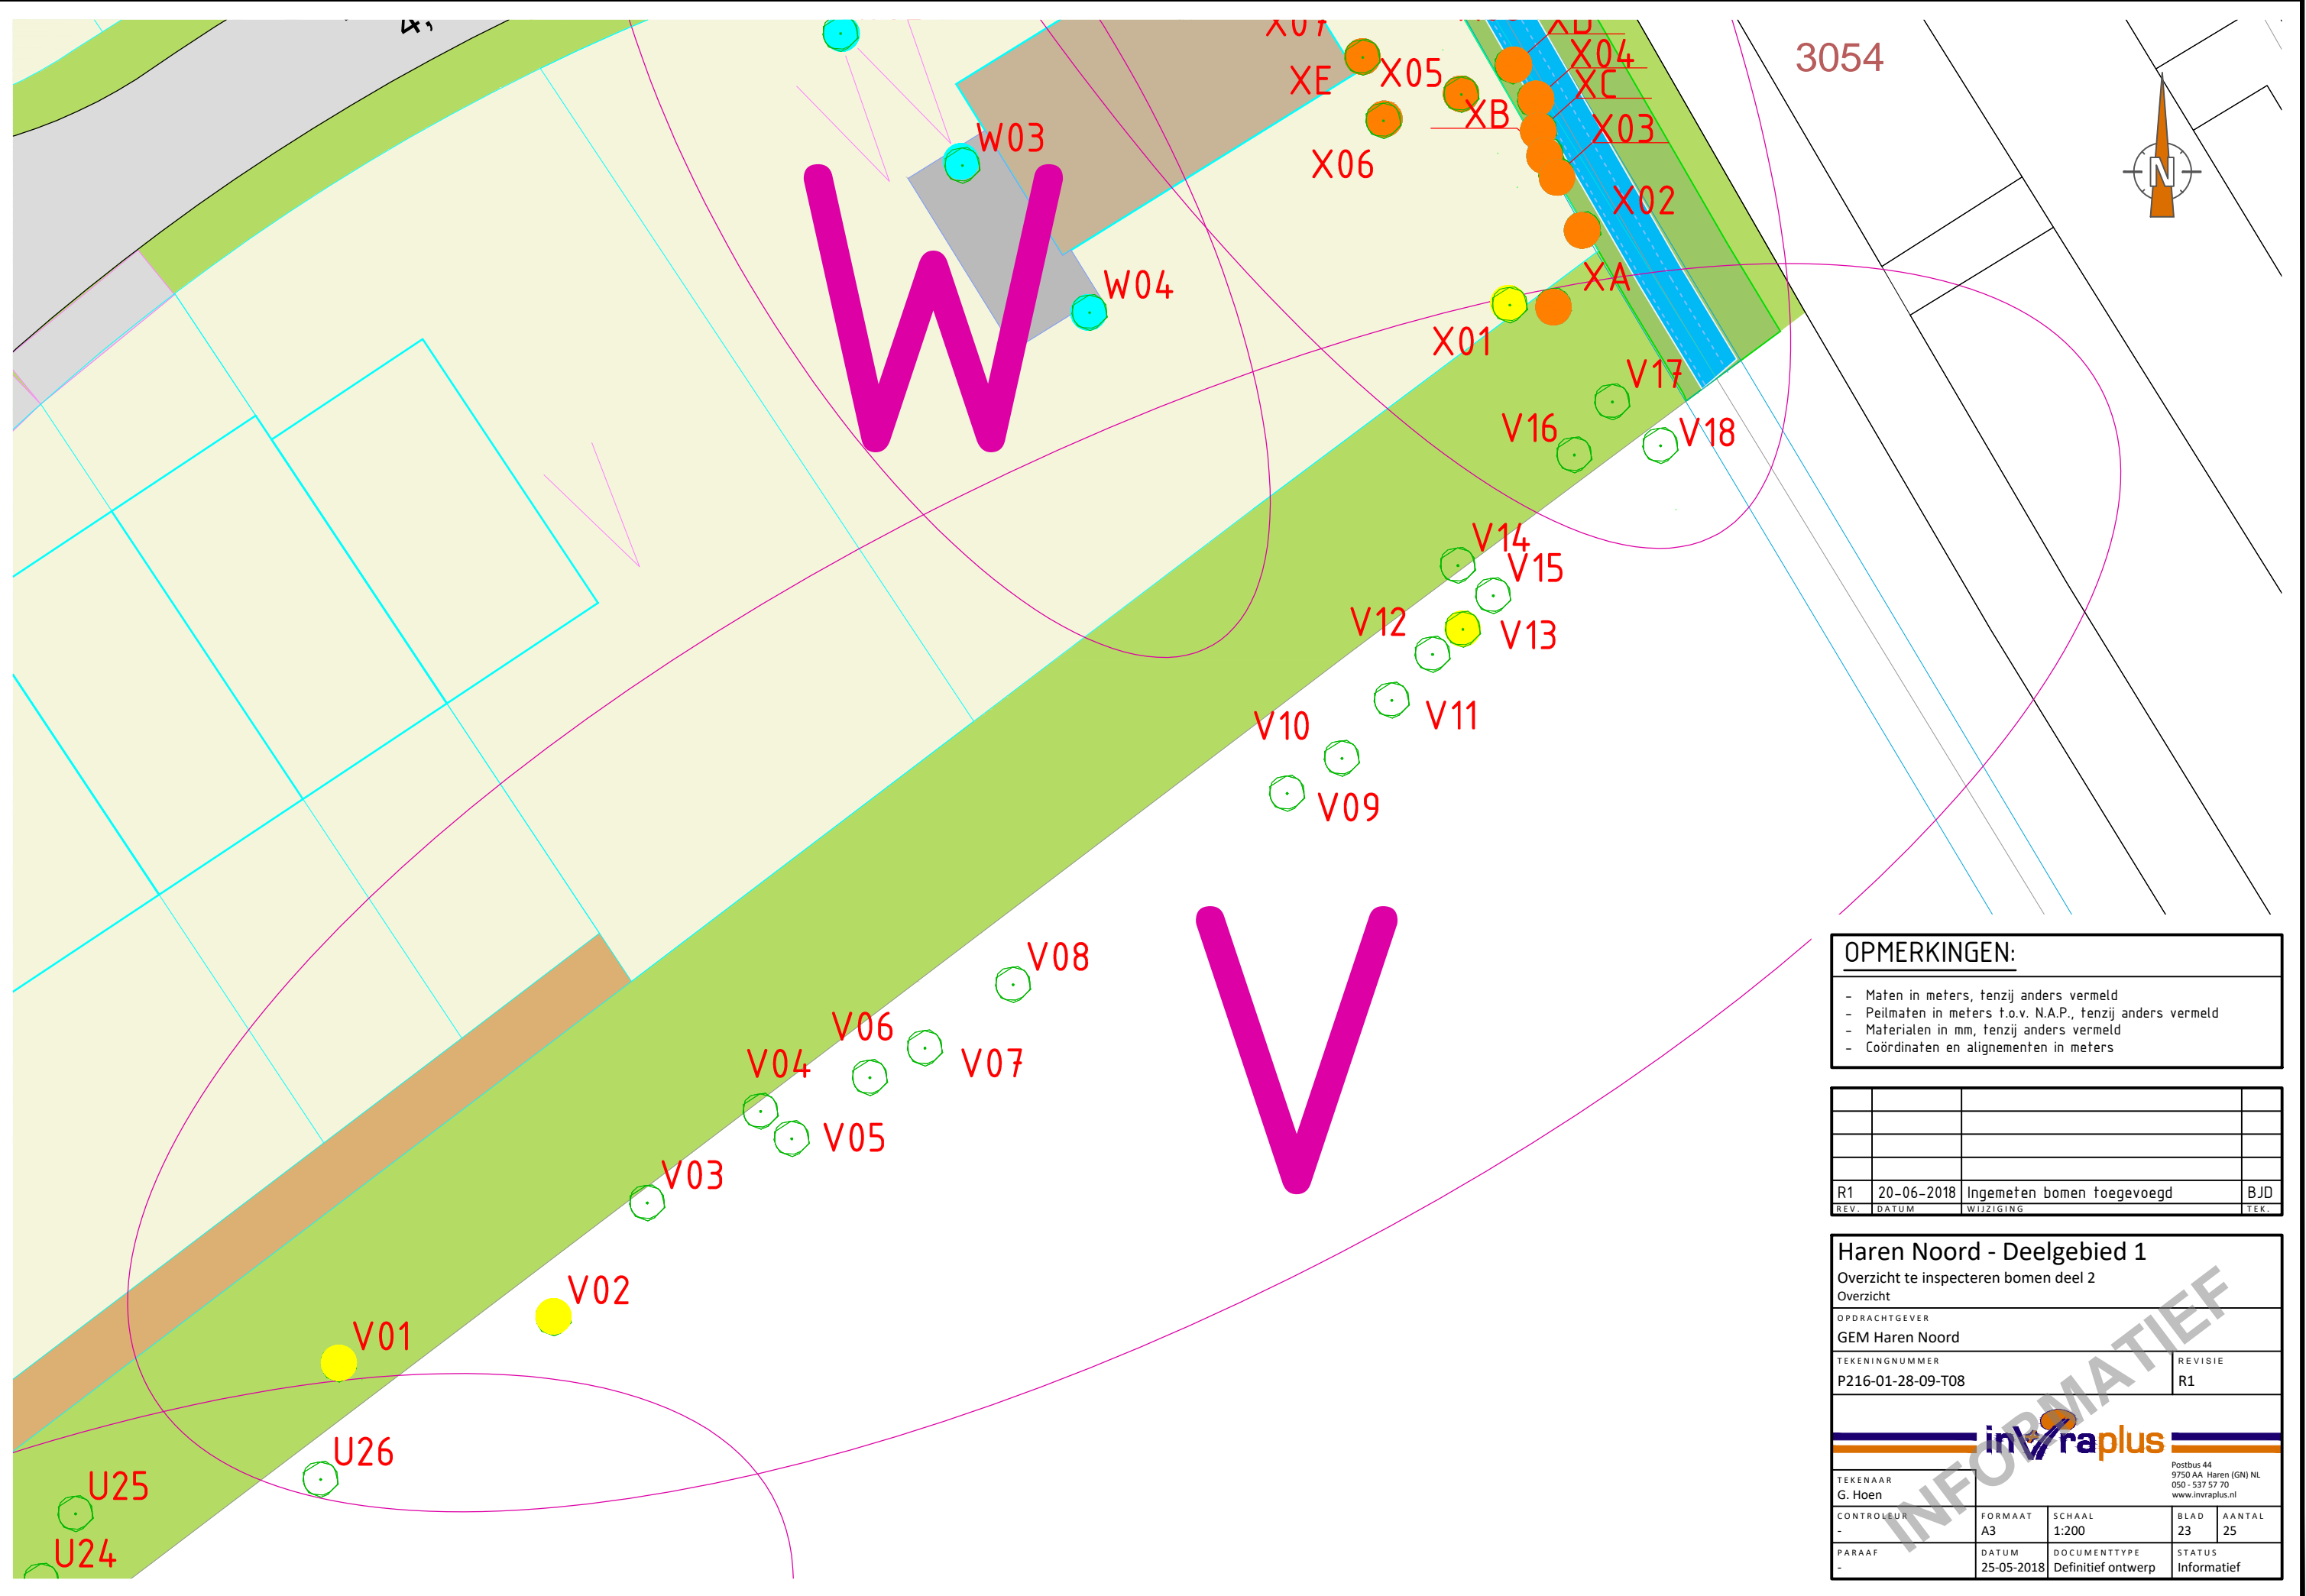 3054
XE
X05
X04
XC
XB
X03
X06
X02
XA
X01
W03
W04
W
N
V17
V16
V18
V14
V15
V12
V13
V11
V10
V09
V08
V06
V07
V04
V05
V03
V02
V01
V
U26
U25
U24
OPMERKINGEN:
- Maten in meters, tenzij anders vermeld
- Peilmaten in meters t.o.v. N.A.P., tenzij anders vermeld
- Materialen in mm, tenzij anders vermeld
- Coördinaten en alignementen in meters
R1 20-06-2018 Ingemeten bomen toegevoegd BJD
REV. DATUM WIJZIGING TEK.
Haren Noord - Deelgebied 1
Overzicht te inspecteren bomen deel 2
Overzicht
OPDRACHTGEVER
GEM Haren Noord
TEKENINGNUMMER REVISIE
P216-01-28-09-T08 R1
invraplus
Postbus 44
9750 AA Haren (GN) NL
050 - 537 57 70
www.invraplus.nl
TEKENAAR
G. Hoen
CONTROLEUR FORMAAT SCHAAL BLAD AANTAL
- A3 1:200 23 25
PARAAF DATUM DOCUMENTTYPE STATUS
- 25-05-2018 Definitief ontwerp Informatief
INFORMATIEF